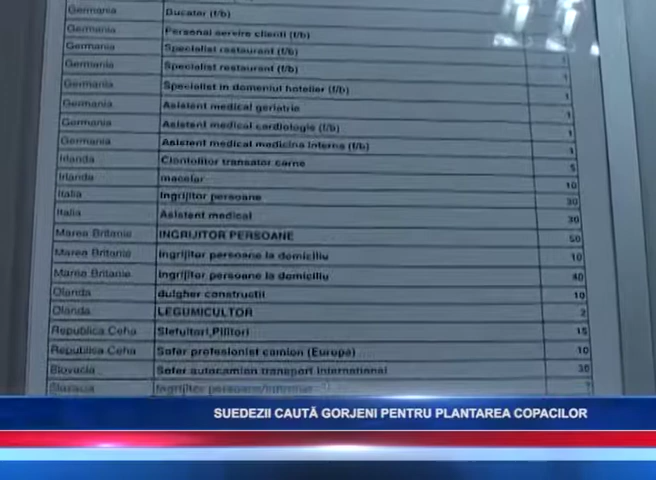 Germania Bucatar (f/b)
Germania Personal servire clienti (f/b)
Germania Specialist restaurant (f/b) 1
Germania Specialist restaurant (f/b) 1
Germania Specialist in domeniul hotelier (f/b) 1
Germania Asistent medical geriatrie 1
Germania Asistent medical cardiologie (f/b) 1
Germania Asistent medical medicina interna (f/b) 1
Irlanda transator carne 5
Irlanda macelar 10
Italia Ingrijitor persoane 30
Italia Asistent medical 30
Marea Britanie INGRIJITOR PERSOANE 50
Marea Britanie Ingrijitor persoane la domiciliu 10
Marea Britanie Ingrijitor persoane la domiciliu 40
Olanda dulgher constructii 10
Olanda LEGUMICULTOR 2
Republica Ceha Slefuitori,Pilitori 15
Republica Ceha Sofer profesionist camion (Europa) 10
Slovacia Sofer autocamion transport international 30
Slovacia Ingrijitor
SUEDEZII CAUTĂ GORJENI PENTRU PLANTAREA COPACILOR